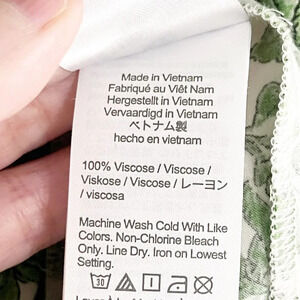 Made in Vietnam
Fabriqué au Viêt Nam
Hergestellt in Vietnam
Vervaardigd in Vietnam
ベトナム製
hecho en vietnam
100% Viscose / Viscose /
Viskose / Viscose / レーヨン
/ viscosa
Machine Wash Cold With Like
Colors. Non-Chlorine Bleach
Only. Line Dry. Iron on Lowest
Setting.
30